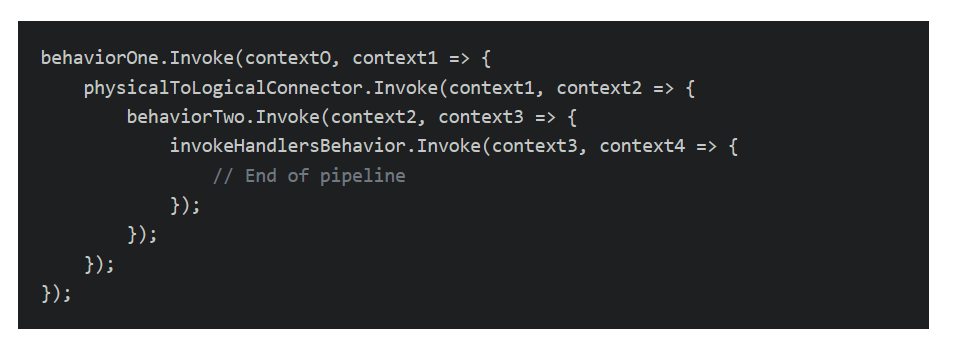 behaviorOne.Invoke(context0, context1 => {
    physicalToLogicalConnector.Invoke(context1, context2 => {
        behaviorTwo.Invoke(context2, context3 => {
            invokeHandlersBehavior.Invoke(context3, context4 => {
                // End of pipeline
            });
        });
    });
});